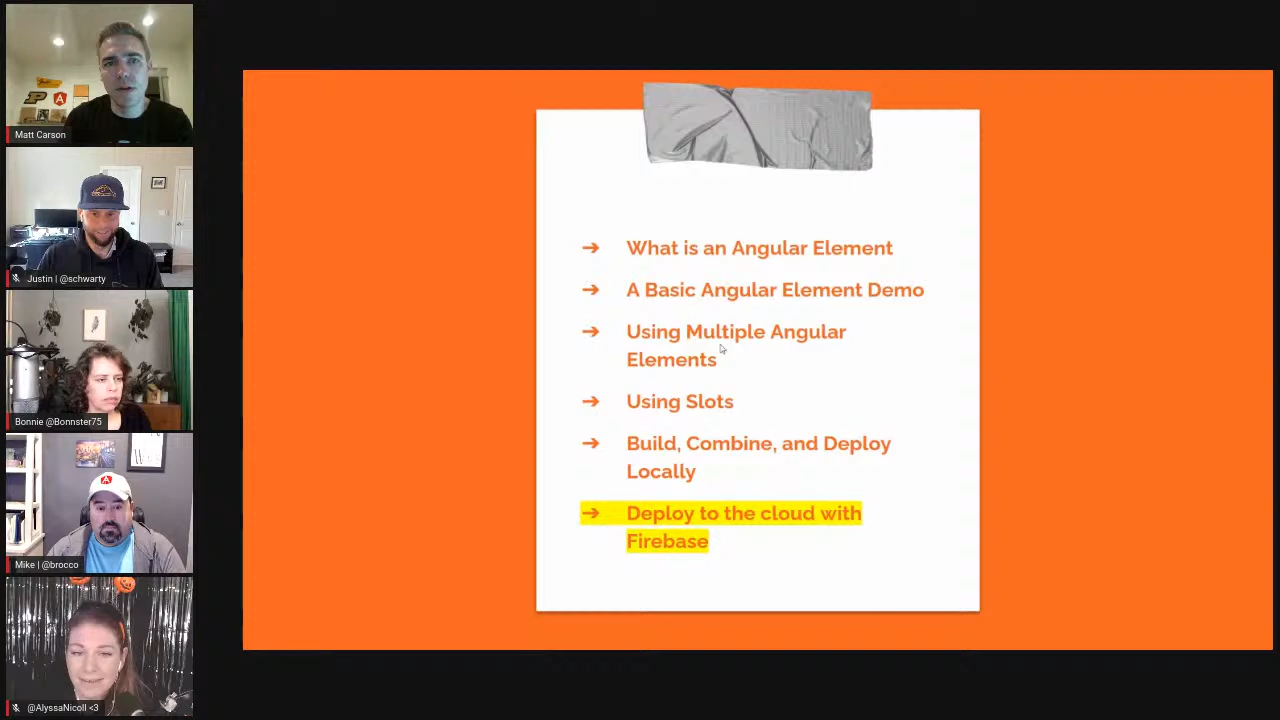 Matt Carson
Justin | @schwarty
Bonnie @Bonnster75
Mike | @brocco
@AlyssaNicoll <3
➔ What is an Angular Element
➔ A Basic Angular Element Demo
➔ Using Multiple Angular
Elements
➔ Using Slots
➔ Build, Combine, and Deploy
Locally
➔ Deploy to the cloud with
Firebase